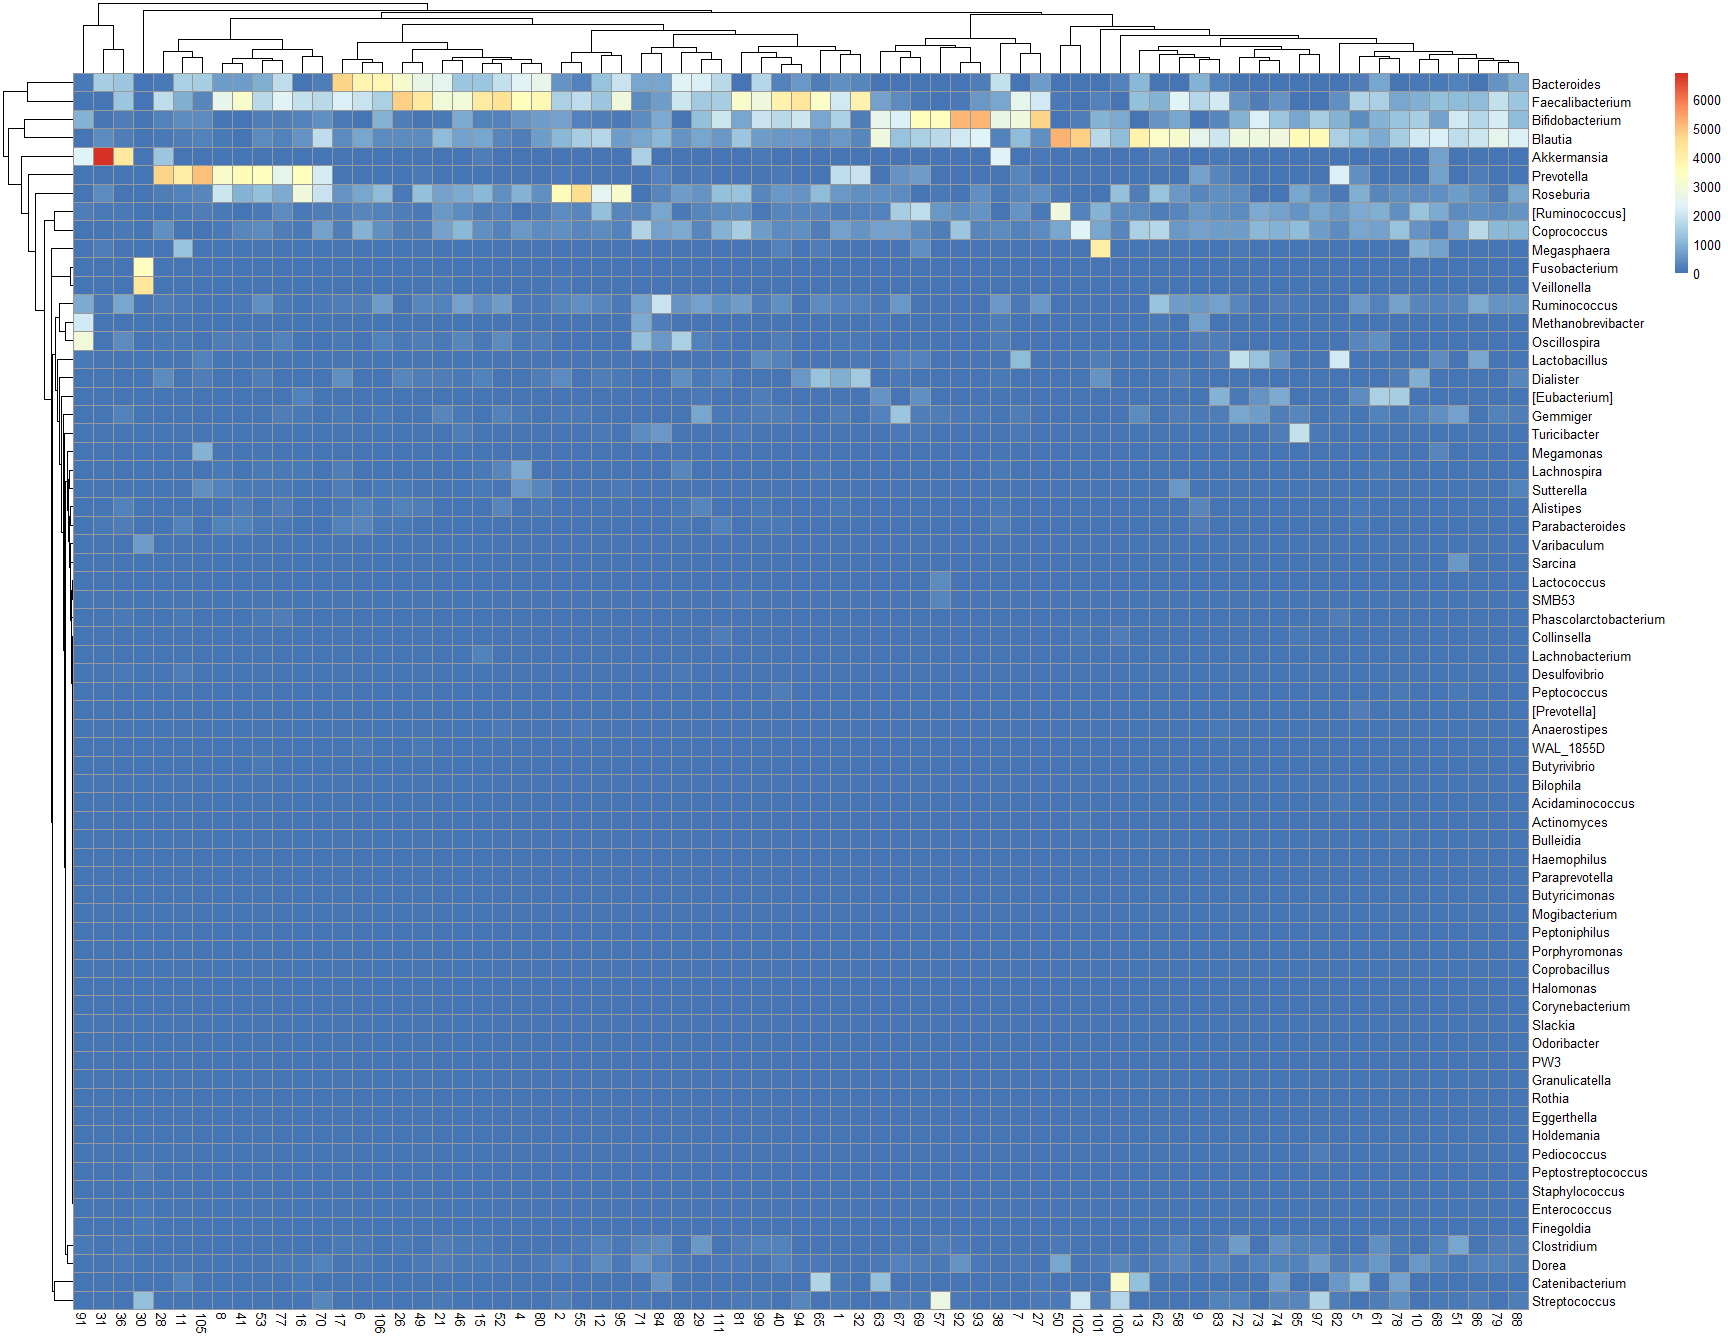 Bacteroides
Faecalibacterium
Bifidobacterium
Blautia
Akkermansia
Prevotella
Roseburia
[Ruminococcus]
Coprococcus
Megasphaera
Fusobacterium
Veillonella
Ruminococcus
Methanobrevibacter
Oscillospira
Lactobacillus
Dialister
[Eubacterium]
Gemmiger
Turicibacter
Megamonas
Lachnospira
Sutterella
Alistipes
Parabacteroides
Varibaculum
Sarcina
Lactococcus
SMB53
Phascolarctobacterium
Collinsella
Lachnobacterium
Desulfovibrio
Peptococcus
[Prevotella]
Anaerostipes
WAL_1855D
Butyrivibrio
Bilophila
Acidaminococcus
Actinomyces
Bulleidia
Haemophilus
Paraprevotella
Butyricimonas
Mogibacterium
Peptoniphilus
Porphyromonas
Coprobacillus
Halomonas
Corynebacterium
Slackia
Odoribacter
PW3
Granulicatella
Rothia
Eggerthella
Holdemania
Pediococcus
Peptostreptococcus
Staphylococcus
Enterococcus
Finegoldia
Clostridium
Dorea
Catenibacterium
Streptococcus
6000
5000
4000
3000
2000
1000
0
91 31 36 30 28 11 105 8 41 53 77 16 70 17 6 106 26 49 21 46 15 52 4 80 2 55 12 95 71 84 89 29 111 81 99 40 94 65 1 32 63 67 69 57 92 93 38 7 27 50 102 101 100 13 62 58 9 83 72 73 74 85 97 82 5 61 78 10 68 51 86 79 88